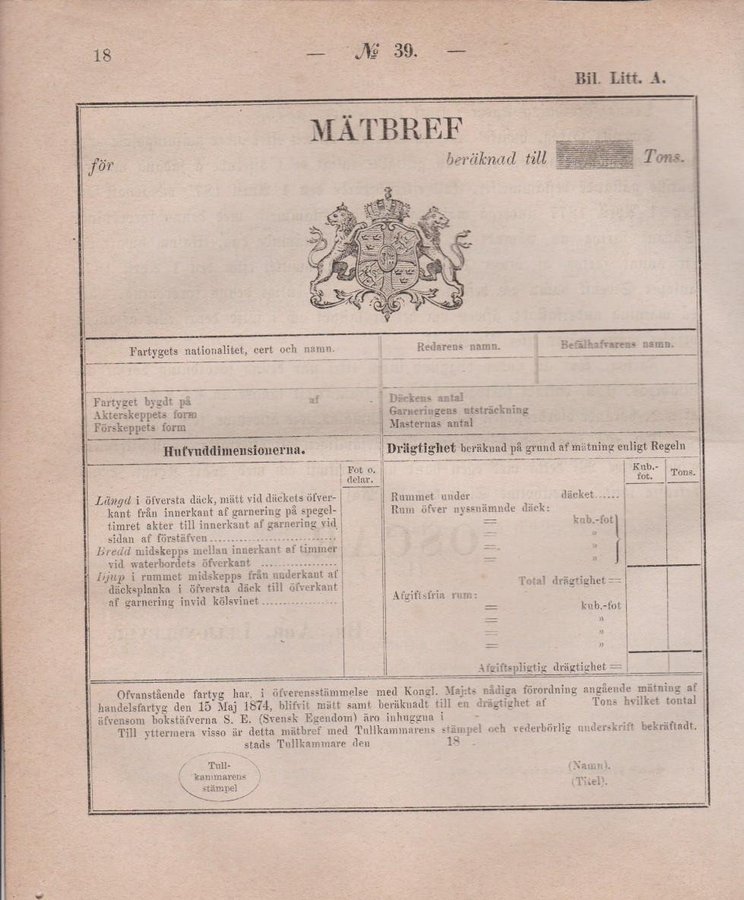 18 — № 39. —
Bil. Litt. A.
MÄTBREF
för beräknad till Tons.
Fartygets nationalitet, cert och namn. Redarens namn. Befälhafvarens namn.
Fartyget bygdt på af Däckens antal
Akterskeppets form Garneringens utsträckning
Förskeppets form Masternas antal
Hufvuddimensionerna. Drägtighet beräknad på grund af mätning enligt Regeln
Fot o. delar. Kub.-fot. Tons.
Längd i öfversta däck, mätt vid däckets öfver-
kant från innerkant af garnering på spegel-
timret akter till innerkant af garnering vid
sidan af förstäfven
Bredd midskepps mellan innerkant af timmer
vid waterbordets öfverkant
Djup i rummet midskepps från underkant af
däcksplanka i öfversta däck till öfverkant
af garnering invid kölsvinet
Rummet under däcket
Rum öfver nyssnämnde däck:
= kub.-fot
= „
= „
= „
Total drägtighet =
Afgiftsfria rum:
= kub.-fot
= „
= „
= „
Afgiftspligtig drägtighet =
Ofvanstående fartyg har, i öfverensstämmelse med Kongl. Maj:ts nådiga förordning angående mätning af
handelsfartyg den 15 Maj 1874, blifvit mätt samt beräknadt till en drägtighet af Tons hvilket tontal
äfvensom bokstäfverna S. E. (Svensk Egendom) äro inhuggna i
Till yttermera visso är detta mätbref med Tullkammarens stämpel och vederbörlig underskrift bekräftadt.
stads Tullkammare den 18 .
Tull-
kammarens
stämpel
(Namn).
(Titel).